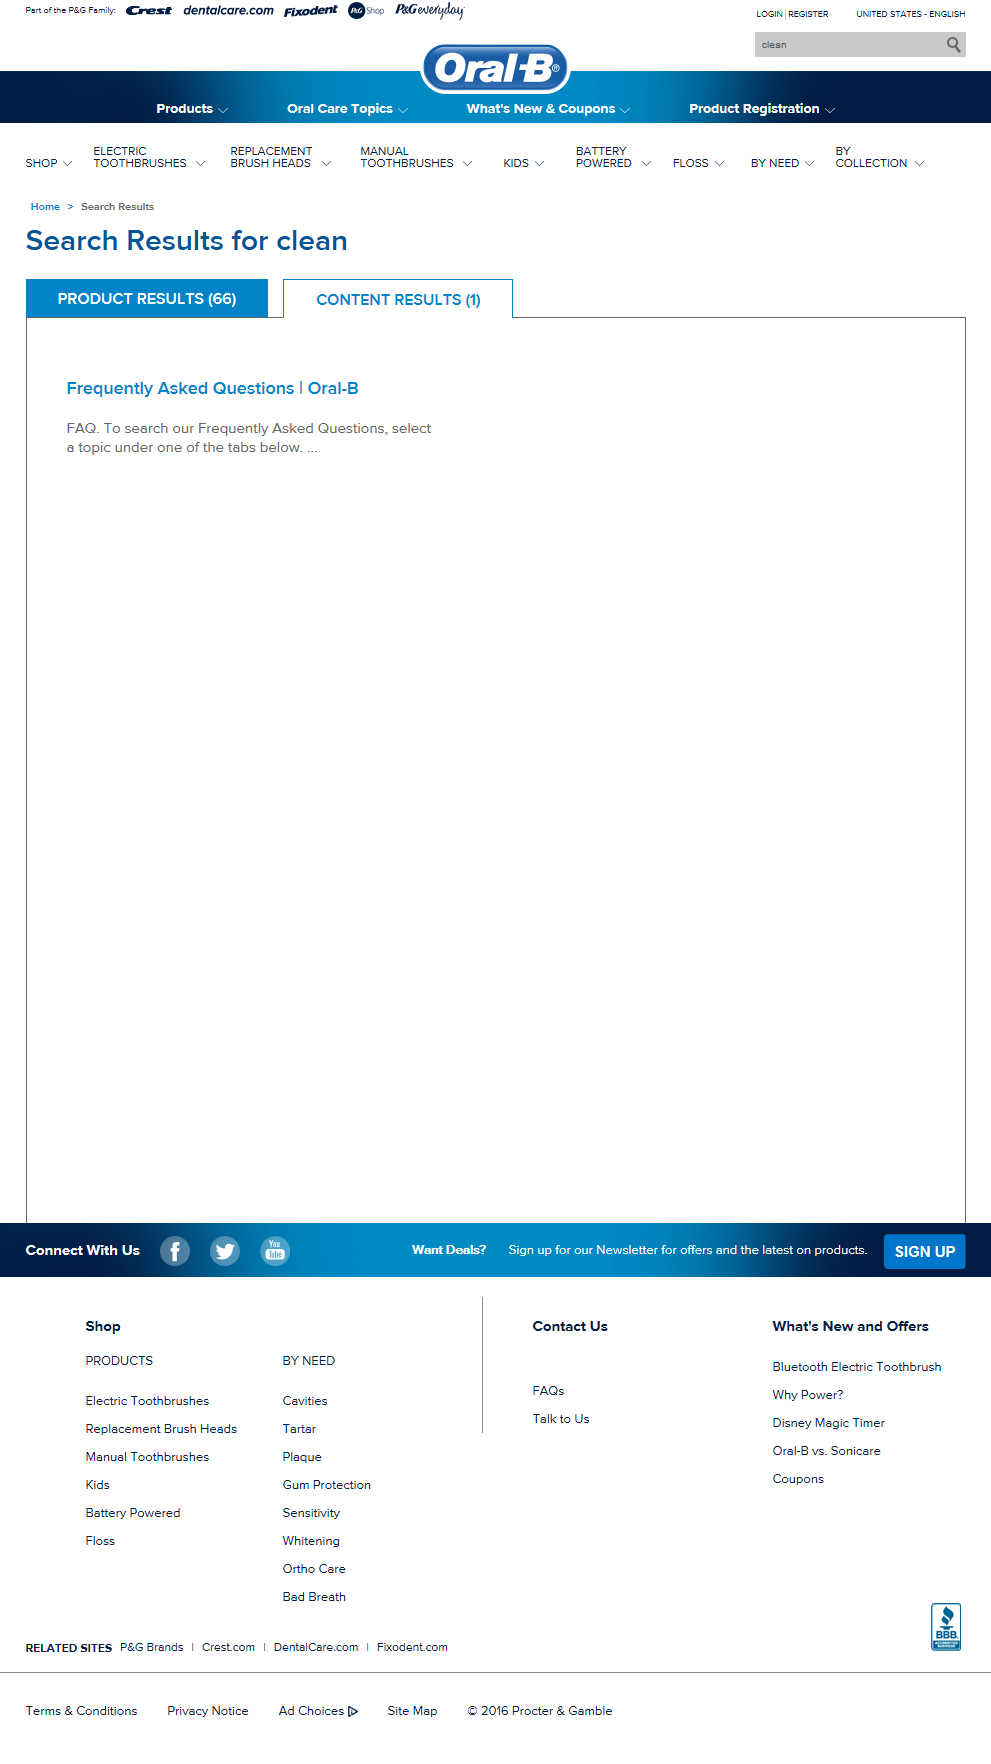 Part of the P&G Family: Crest dentalcare.com Fixodent P&G Shop P&G everyday
LOGIN | REGISTER UNITED STATES - ENGLISH
clean
Oral-B®
Products Oral Care Topics What's New & Coupons Product Registration
SHOP
ELECTRIC
TOOTHBRUSHES
REPLACEMENT
BRUSH HEADS
MANUAL
TOOTHBRUSHES
KIDS
BATTERY
POWERED
FLOSS
BY NEED
BY
COLLECTION
Home > Search Results
Search Results for clean
PRODUCT RESULTS (66) CONTENT RESULTS (1)
Frequently Asked Questions | Oral-B
FAQ. To search our Frequently Asked Questions, select
a topic under one of the tabs below. ...
Connect With Us
You
Tube
Want Deals? Sign up for our Newsletter for offers and the latest on products. SIGN UP
Shop
PRODUCTS
Electric Toothbrushes
Replacement Brush Heads
Manual Toothbrushes
Kids
Battery Powered
Floss
BY NEED
Cavities
Tartar
Plaque
Gum Protection
Sensitivity
Whitening
Ortho Care
Bad Breath
Contact Us
FAQs
Talk to Us
What's New and Offers
Bluetooth Electric Toothbrush
Why Power?
Disney Magic Timer
Oral-B vs. Sonicare
Coupons
BBB
ACCREDITED
BUSINESS
RELATED SITES P&G Brands | Crest.com | DentalCare.com | Fixodent.com
Terms & Conditions Privacy Notice Ad Choices Site Map © 2016 Procter & Gamble